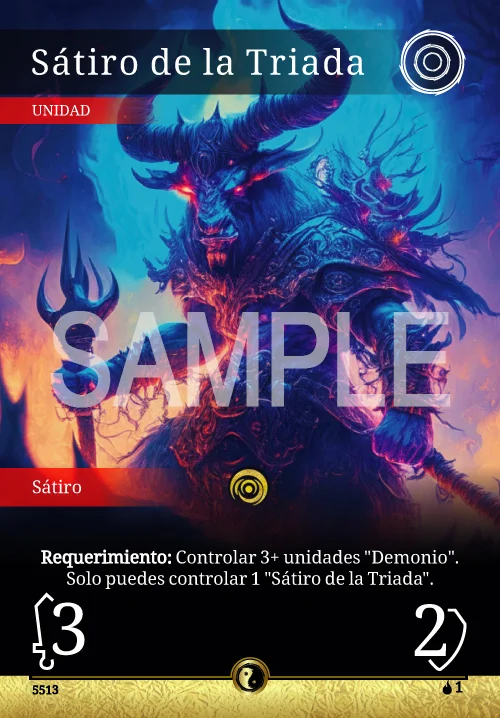 Sátiro de la Triada
UNIDAD
SAMPLE
Sátiro
Requerimiento: Controlar 3+ unidades "Demonio".
Solo puedes controlar 1 "Sátiro de la Triada".
3
2
5513
1